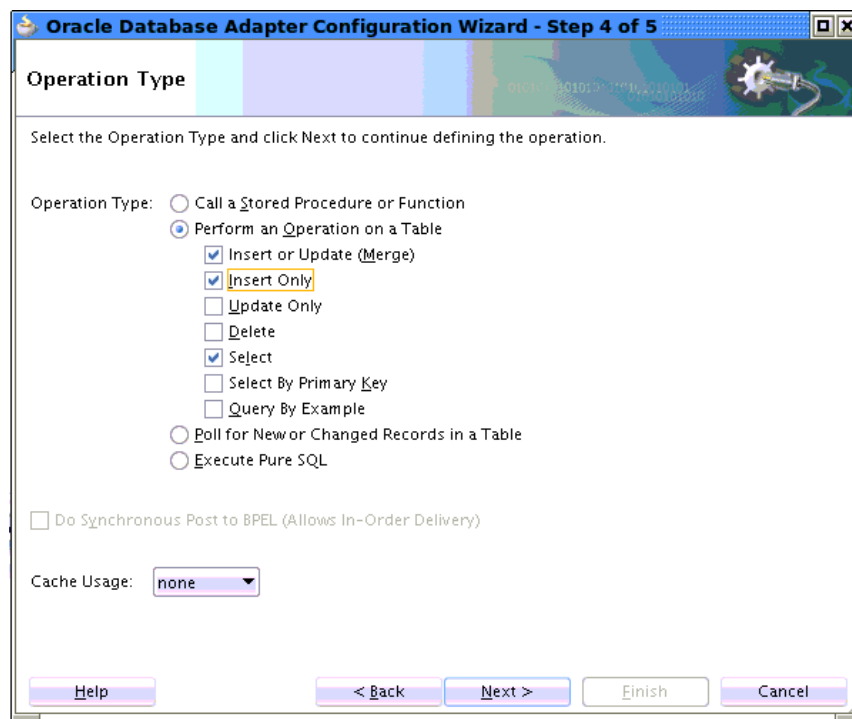 Oracle Database Adapter Configuration Wizard - Step 4 of 5
Operation Type
Select the Operation Type and click Next to continue defining the operation.
Operation Type:
Call a Stored Procedure or Function
Perform an Operation on a Table
Insert or Update (Merge)
Insert Only
Update Only
Delete
Select
Select By Primary Key
Query By Example
Poll for New or Changed Records in a Table
Execute Pure SQL
Do Synchronous Post to BPEL (Allows In-Order Delivery)
Cache Usage: none
Help < Back Next > Finish Cancel